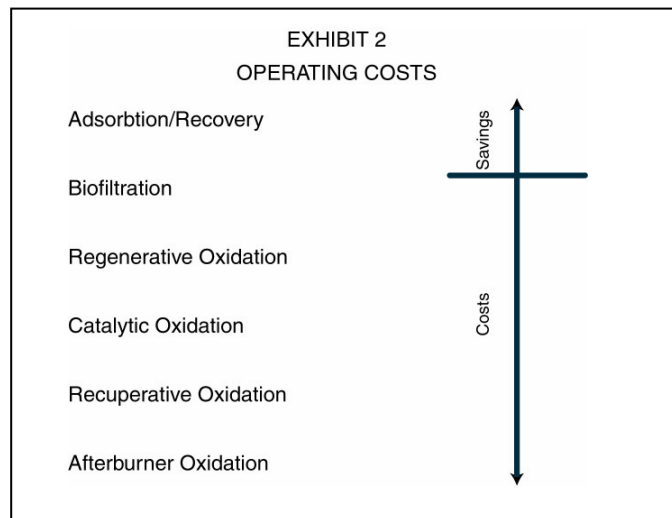 EXHIBIT 2
OPERATING COSTS
Adsorbtion/Recovery
Savings
Biofiltration
Regenerative Oxidation
Catalytic Oxidation
Costs
Recuperative Oxidation
Afterburner Oxidation